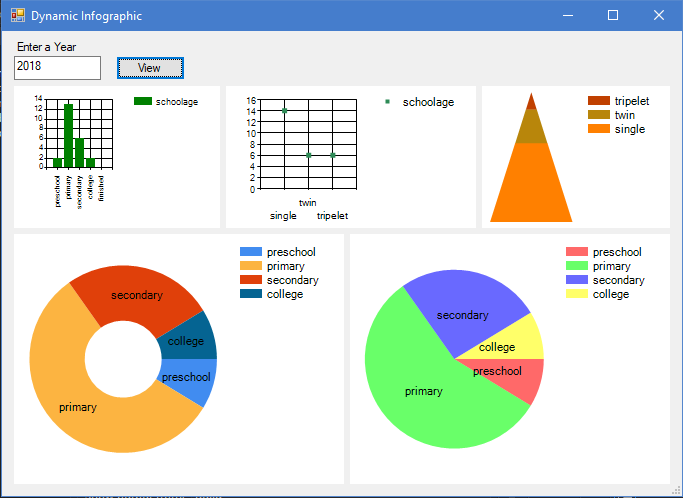 Dynamic Infographic
Enter a Year
2018
View
14
12
10
8
6
4
2
0
preschool
primary
secondary
college
finished
schoolage
16
14
12
10
8
6
4
2
0
twin
single tripelet
schoolage
tripelet
twin
single
preschool
primary
secondary
college
secondary
college
preschool
primary
preschool
primary
secondary
college
secondary
college
preschool
primary